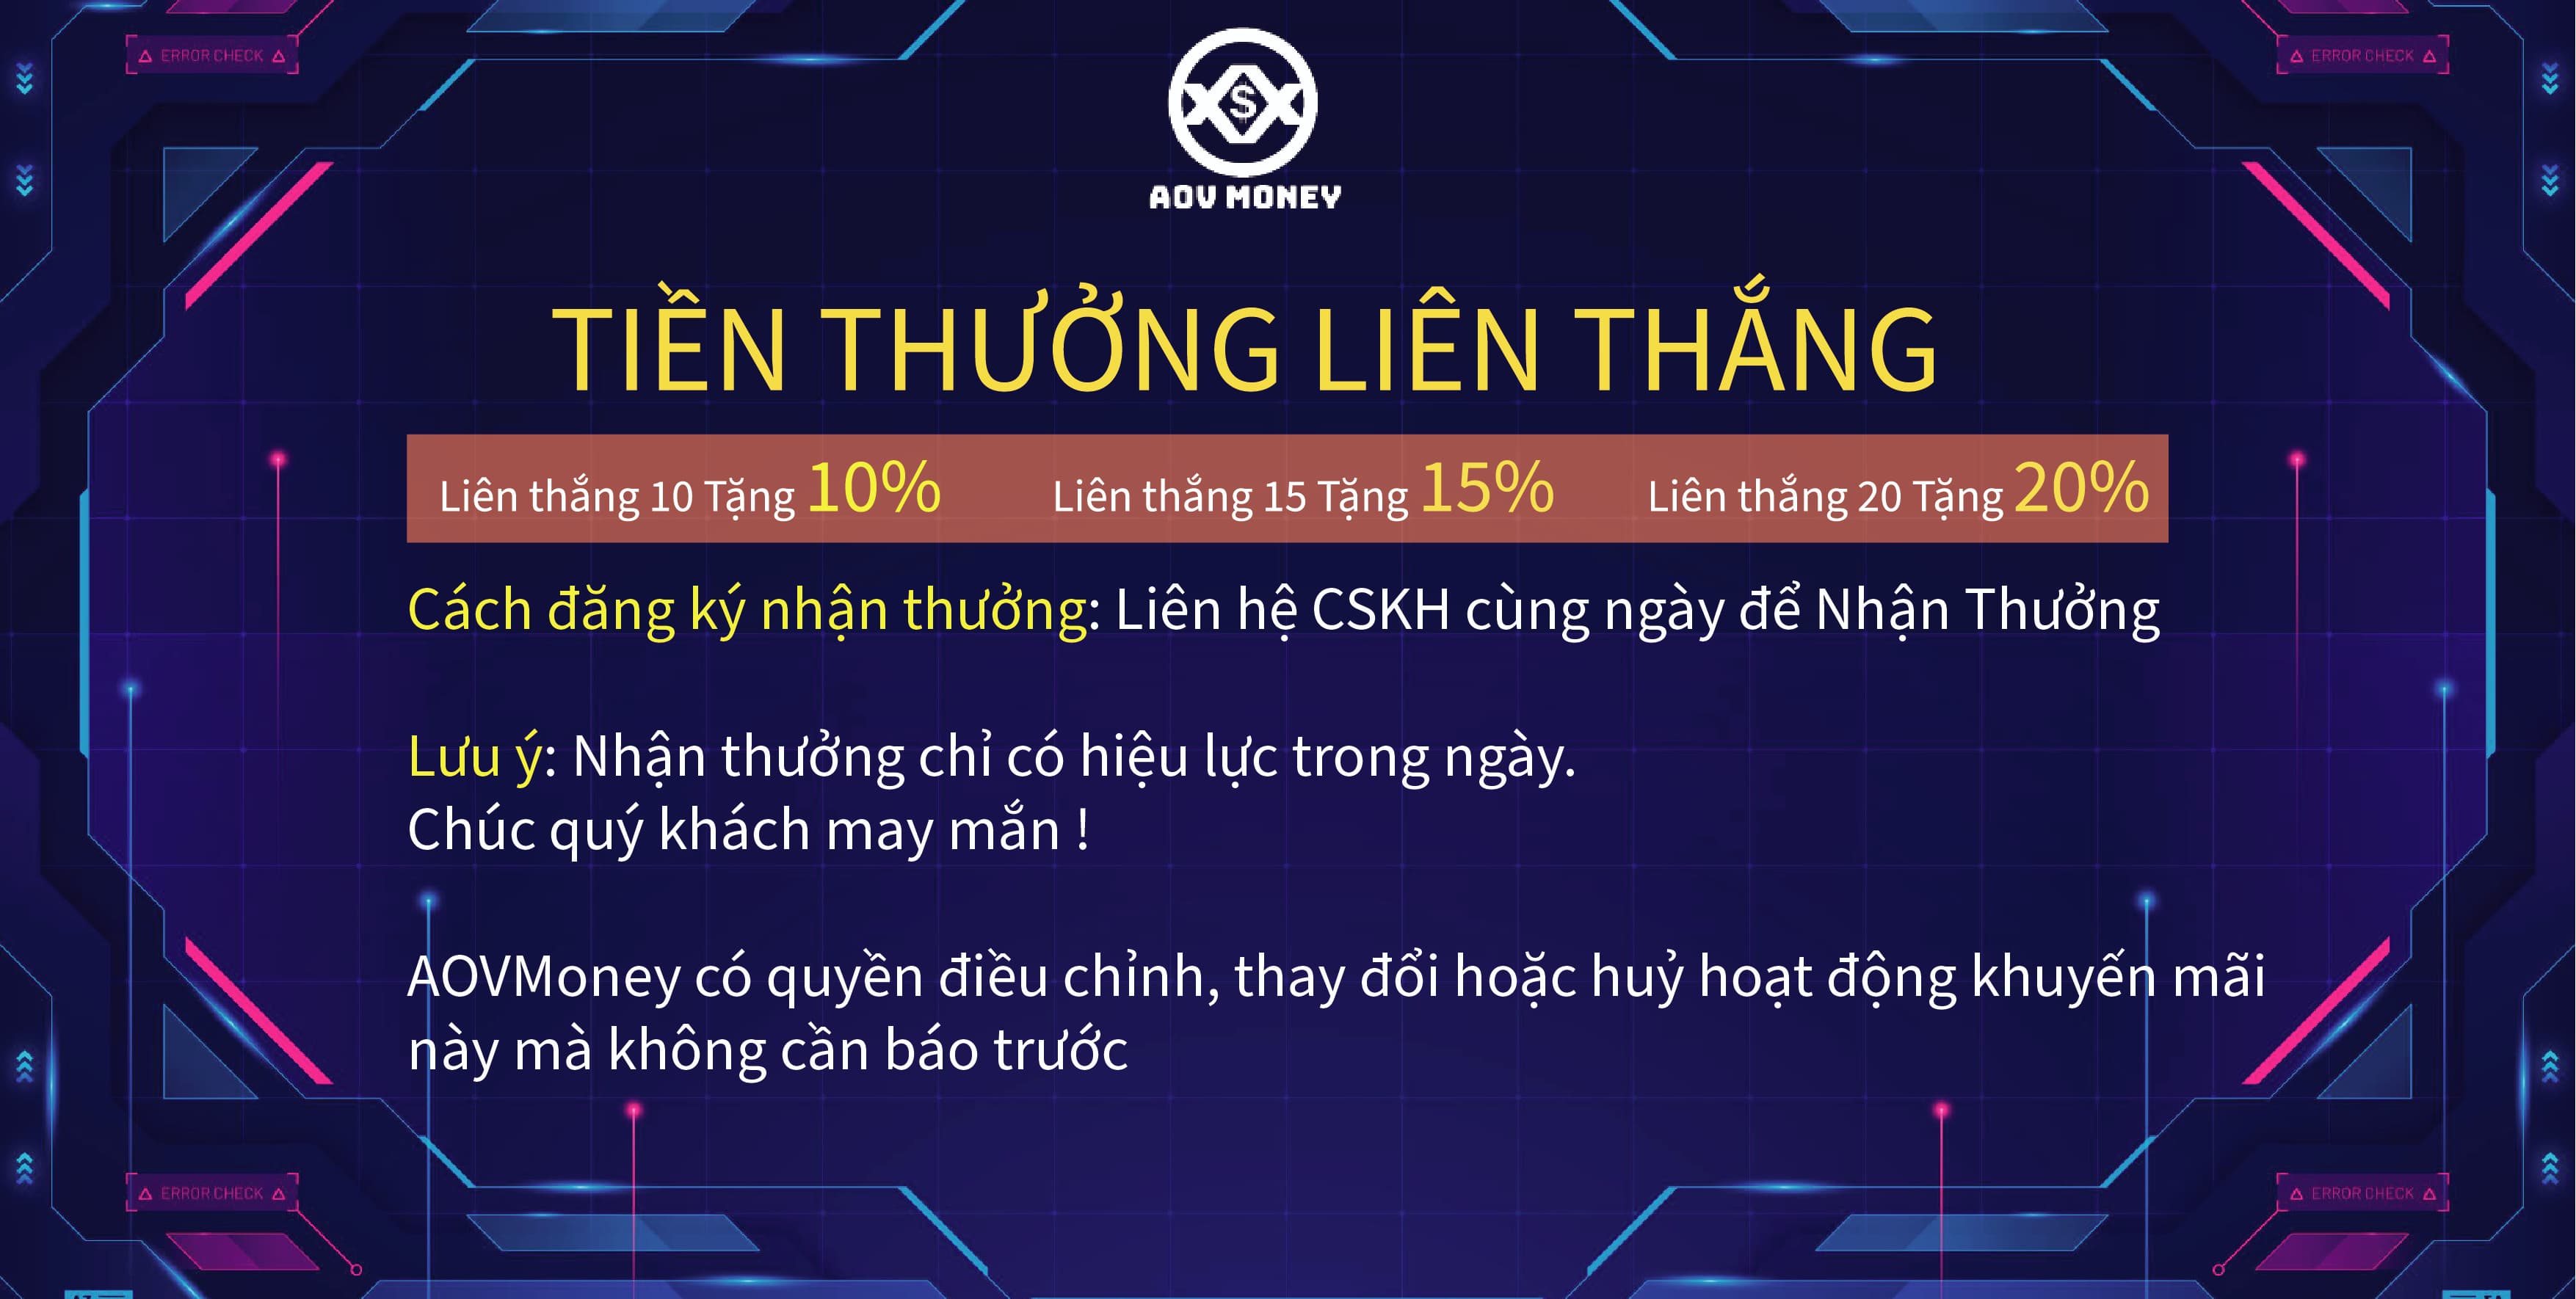 ERROR CHECK
ERROR CHECK
$
AOV MONEY
TIỀN THƯỞNG LIÊN THẮNG
Liên thắng 10 Tặng 10%
Liên thắng 15 Tặng 15%
Liên thắng 20 Tặng 20%
Cách đăng ký nhận thưởng: Liên hệ CSKH cùng ngày để Nhận Thưởng
Lưu ý: Nhận thưởng chỉ có hiệu lực trong ngày.
Chúc quý khách may mắn !
AOVMoney có quyền điều chỉnh, thay đổi hoặc huỷ hoạt động khuyến mãi
này mà không cần báo trước
ERROR CHECK
ERROR CHECK